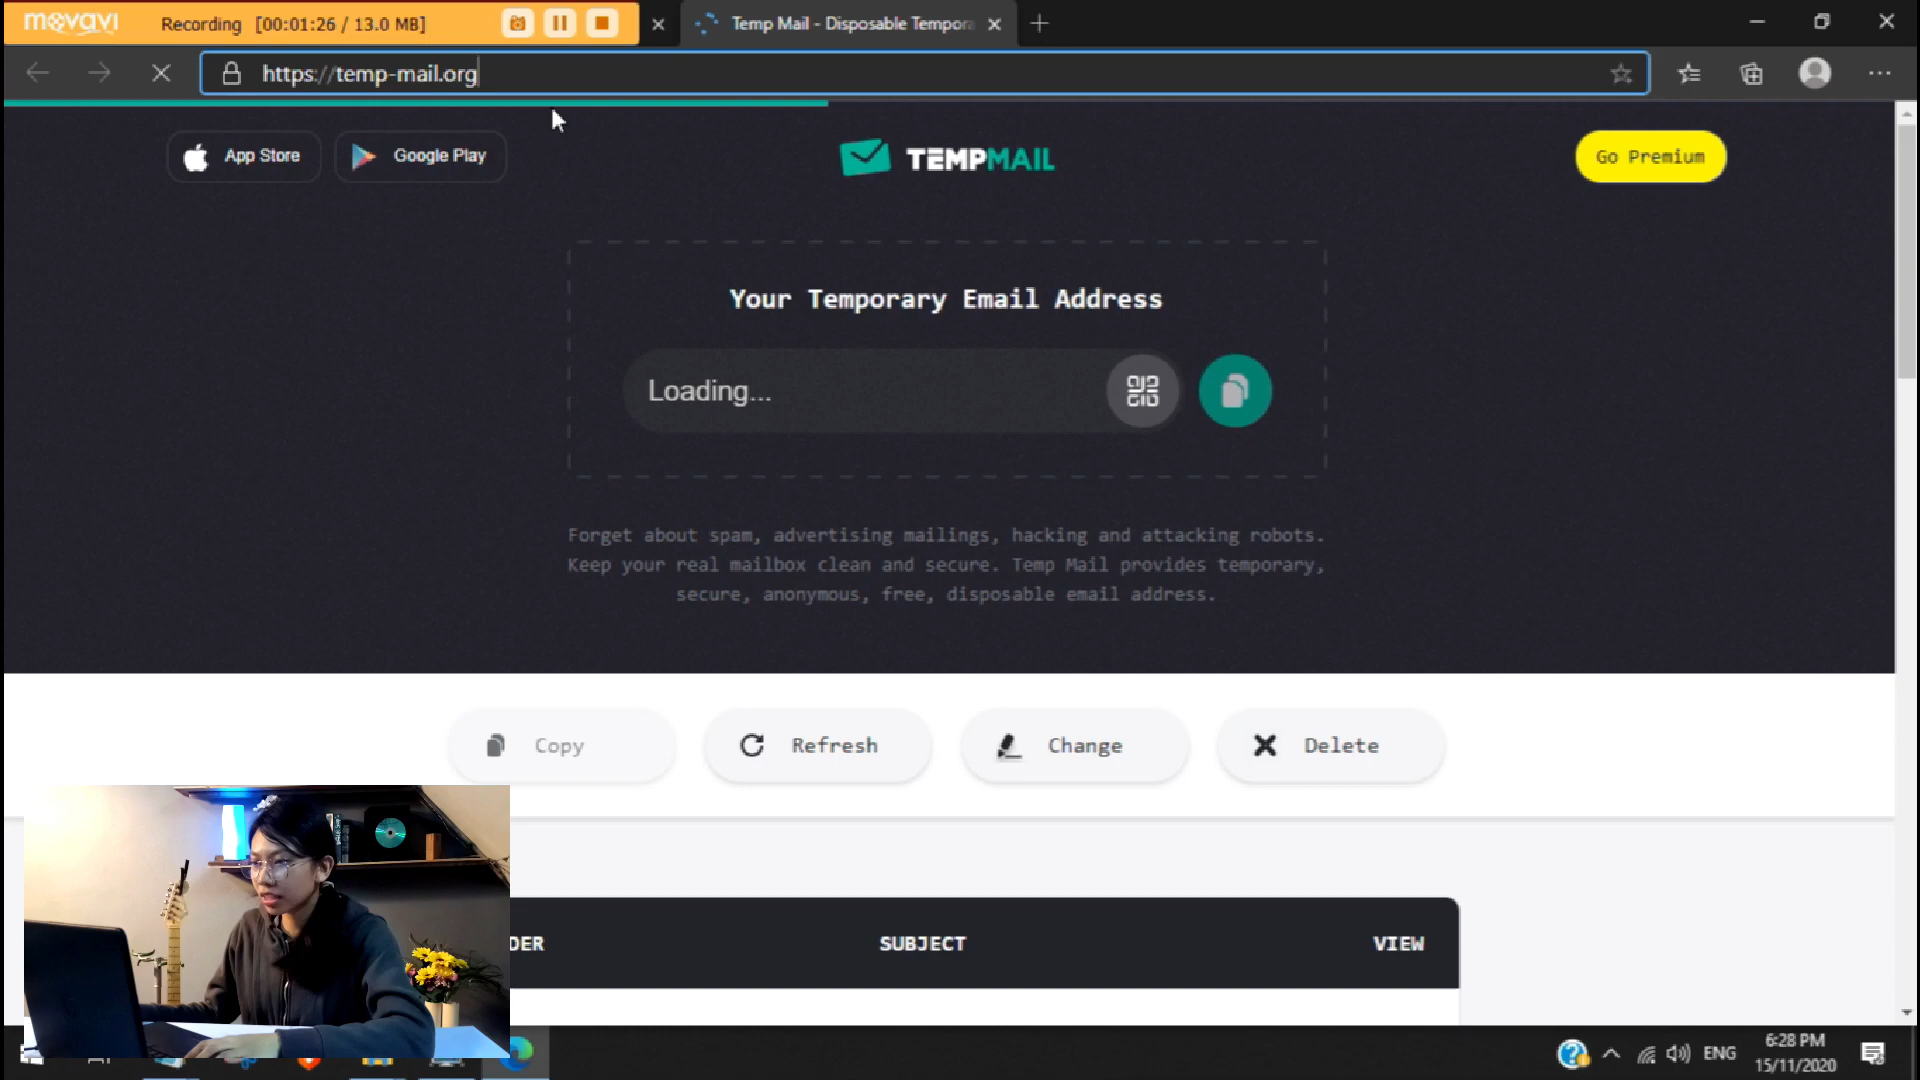 movavi
Recording [00:01:26 / 13.0 MB]
Temp Mail - Disposable Tempora
https://temp-mail.org
App Store
Google Play
TEMPMAIL
Go Premium
Your Temporary Email Address
Loading...
Forget about spam, advertising mailings, hacking and attacking robots.
Keep your real mailbox clean and secure. Temp Mail provides temporary,
secure, anonymous, free, disposable email address.
Copy
Refresh
Change
Delete
DER
SUBJECT
VIEW
ENG
6:28 PM
15/11/2020